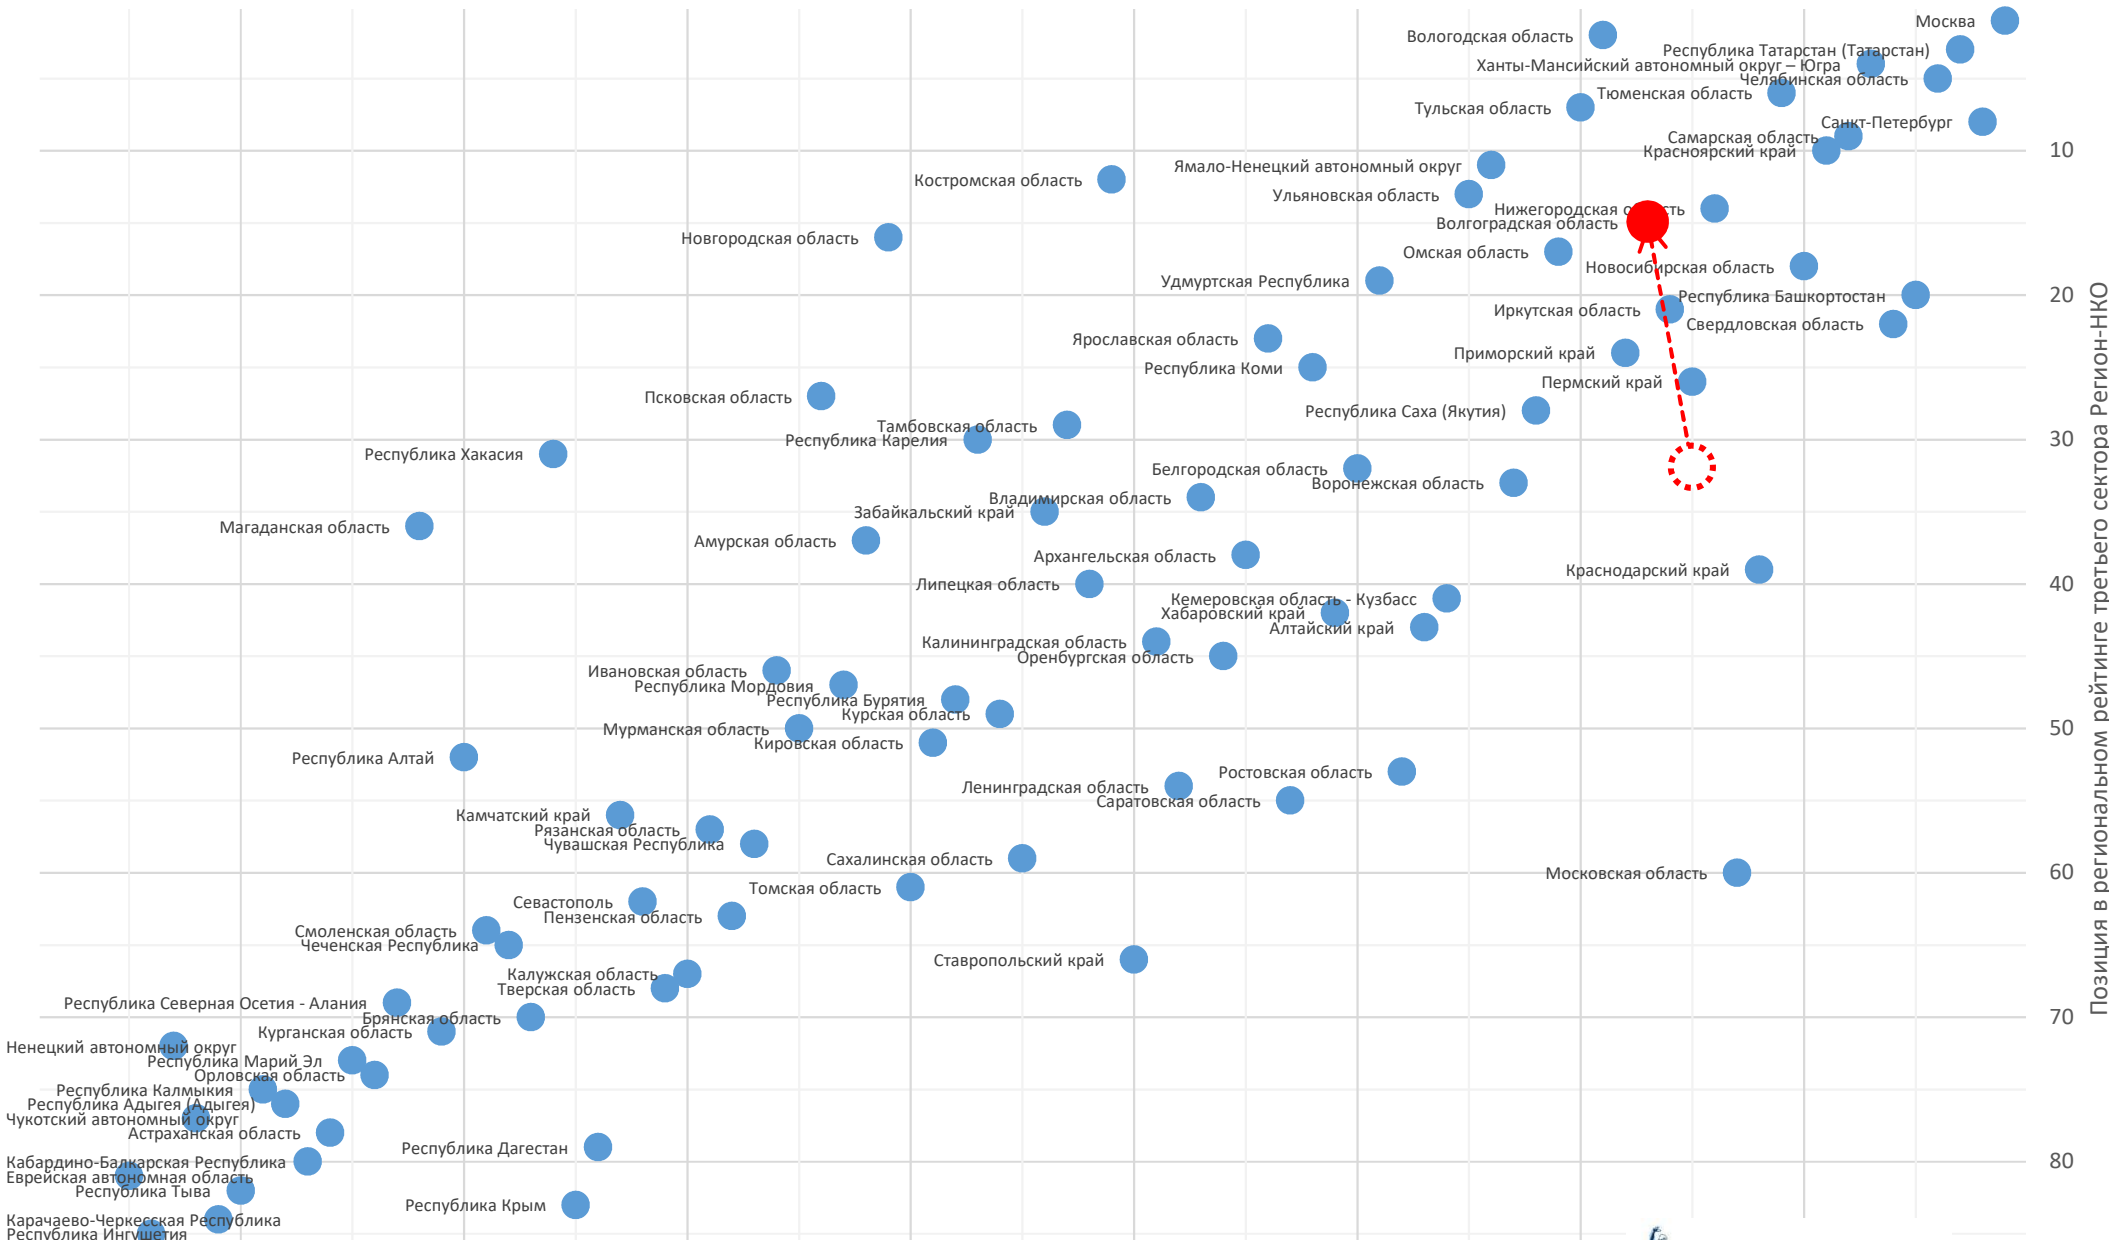 Москва
Вологодская область
Республика Татарстан (Татарстан)
Ханты-Мансийский автономный округ – Югра
Челябинская область
Тюменская область
Тульская область
Санкт-Петербург
Самарская область
Красноярский край
10
Ямало-Ненецкий автономный округ
Костромская область
Ульяновская область
Нижегородская область
Волгоградская область
Новгородская область
Омская область
Новосибирская область
Удмуртская Республика
Республика Башкортостан
20
Иркутская область
Свердловская область
Ярославская область
Приморский край
Республика Коми
Пермский край
Псковская область
Республика Саха (Якутия)
Тамбовская область
Республика Карелия
30
Республика Хакасия
Белгородская область
Воронежская область
Владимирская область
Забайкальский край
Магаданская область
Амурская область
Архангельская область
Краснодарский край
Липецкая область
40
Кемеровская область - Кузбасс
Хабаровский край
Алтайский край
Калининградская область
Оренбургская область
Ивановская область
Республика Мордовия
Республика Бурятия
Курская область
Мурманская область
50
Кировская область
Республика Алтай
Ростовская область
Ленинградская область
Саратовская область
Камчатский край
Рязанская область
Чувашская Республика
Сахалинская область
Московская область
60
Томская область
Севастополь
Пензенская область
Смоленская область
Чеченская Республика
Ставропольский край
Калужская область
Тверская область
Республика Северная Осетия - Алания
Брянская область
70
Курганская область
Ненецкий автономный округ
Республика Марий Эл
Орловская область
Республика Калмыкия
Республика Адыгея (Адыгея)
Чукотский автономный округ
Астраханская область
Республика Дагестан
Кабардино-Балкарская Республика
80
Еврейская автономная область
Республика Тыва
Республика Крым
Карачаево-Черкесская Республика
Республика Ингушетия
Позиция в региональном рейтинге третьего сектора Регион-НКО